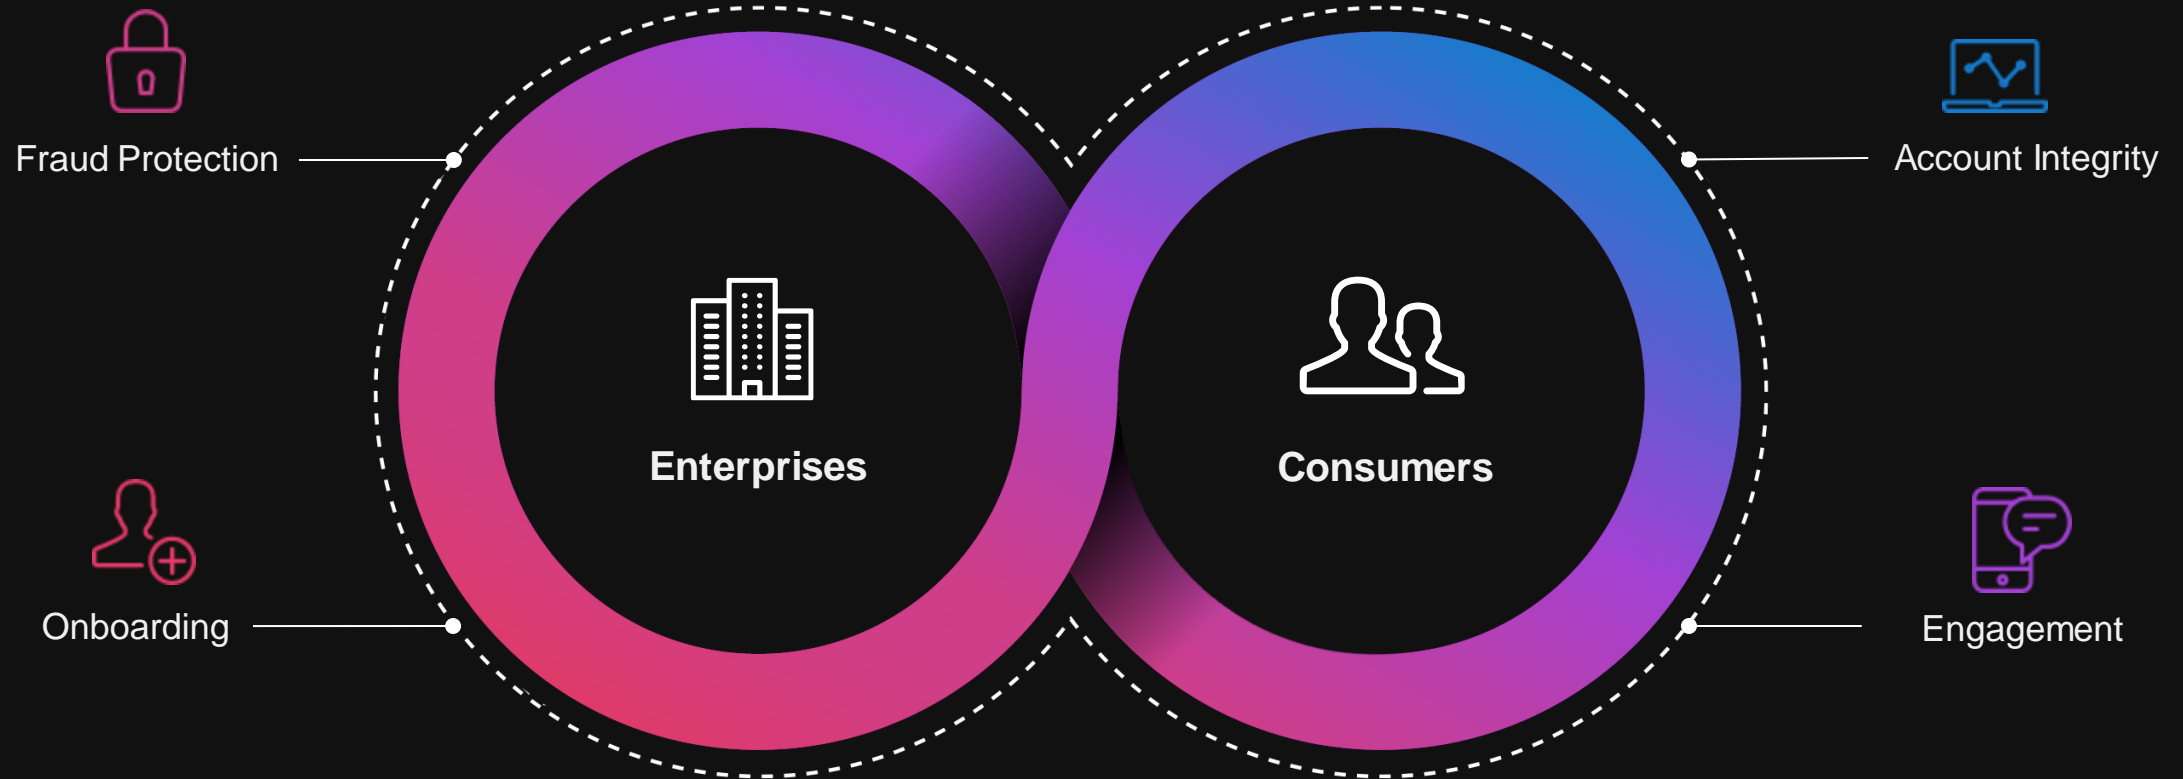 Fraud Protection
Account Integrity
Enterprises
Consumers
Onboarding
Engagement